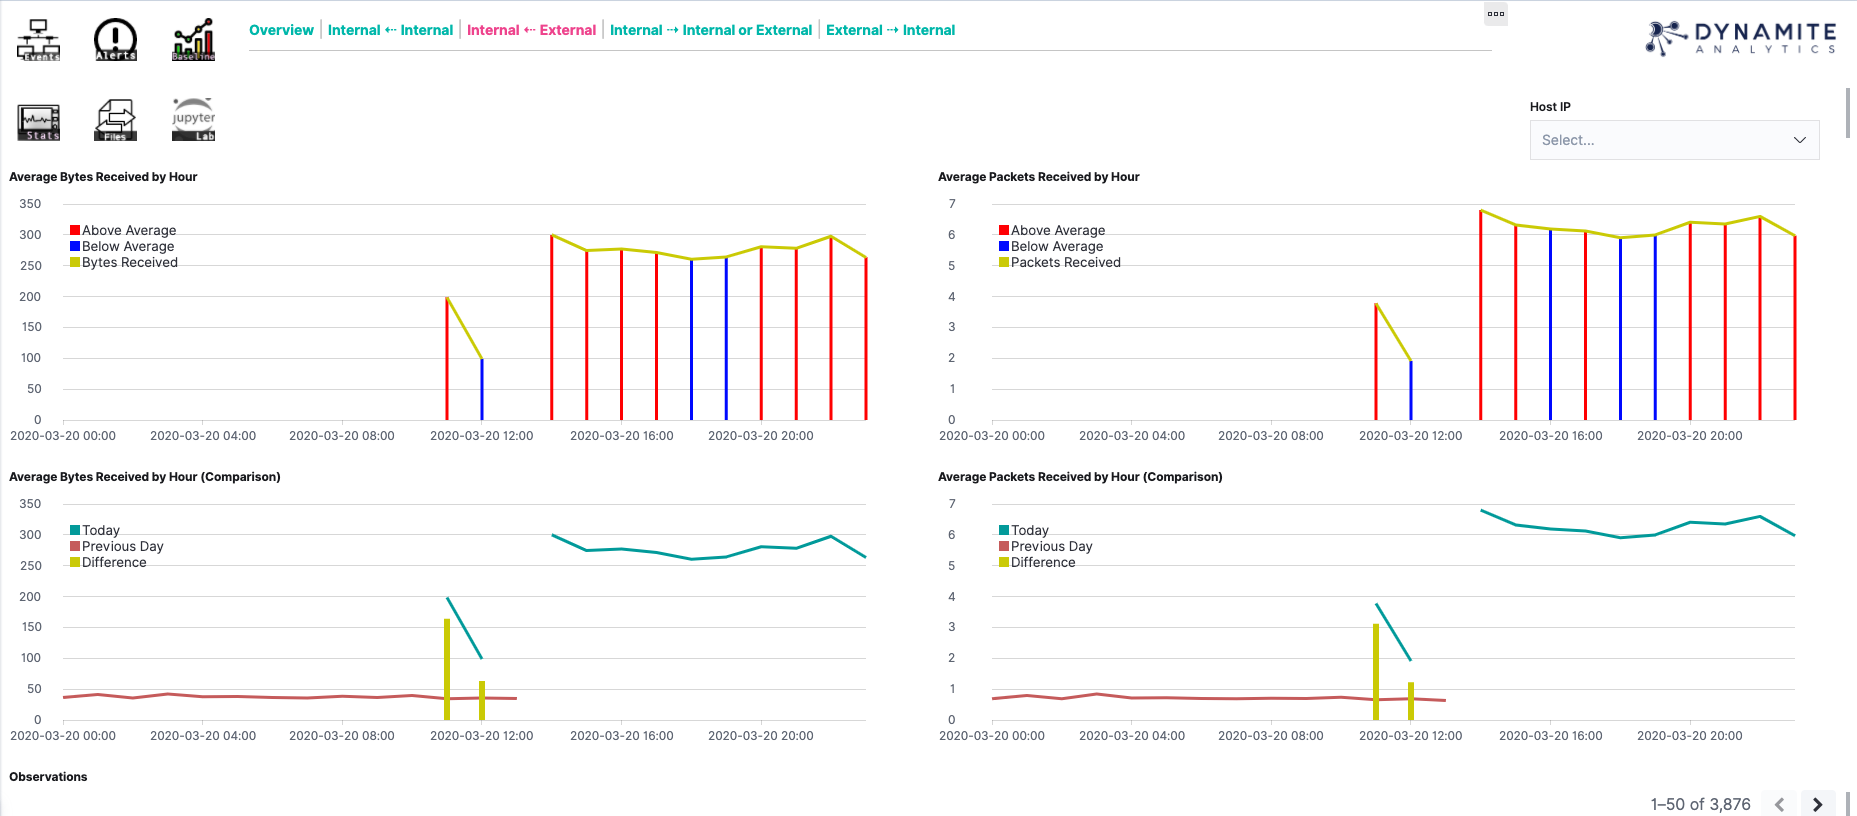 Overview | Internal ⇠ Internal | Internal ⇠ External | Internal ⇢ Internal or External | External ⇢ Internal
DYNAMITE
ANALYTICS
Events
Alerts
Baseline
Stats
Files
jupyter
Lab
Host IP
Select...
Average Bytes Received by Hour
350
300
250
200
150
100
50
0
Above Average
Below Average
Bytes Received
2020-03-20 00:00 2020-03-20 04:00 2020-03-20 08:00 2020-03-20 12:00 2020-03-20 16:00 2020-03-20 20:00
Average Packets Received by Hour
7
6
5
4
3
2
1
0
Above Average
Below Average
Packets Received
2020-03-20 00:00 2020-03-20 04:00 2020-03-20 08:00 2020-03-20 12:00 2020-03-20 16:00 2020-03-20 20:00
Average Bytes Received by Hour (Comparison)
350
300
250
200
150
100
50
0
Today
Previous Day
Difference
2020-03-20 00:00 2020-03-20 04:00 2020-03-20 08:00 2020-03-20 12:00 2020-03-20 16:00 2020-03-20 20:00
Average Packets Received by Hour (Comparison)
7
6
5
4
3
2
1
0
Today
Previous Day
Difference
2020-03-20 00:00 2020-03-20 04:00 2020-03-20 08:00 2020-03-20 12:00 2020-03-20 16:00 2020-03-20 20:00
Observations
1–50 of 3,876